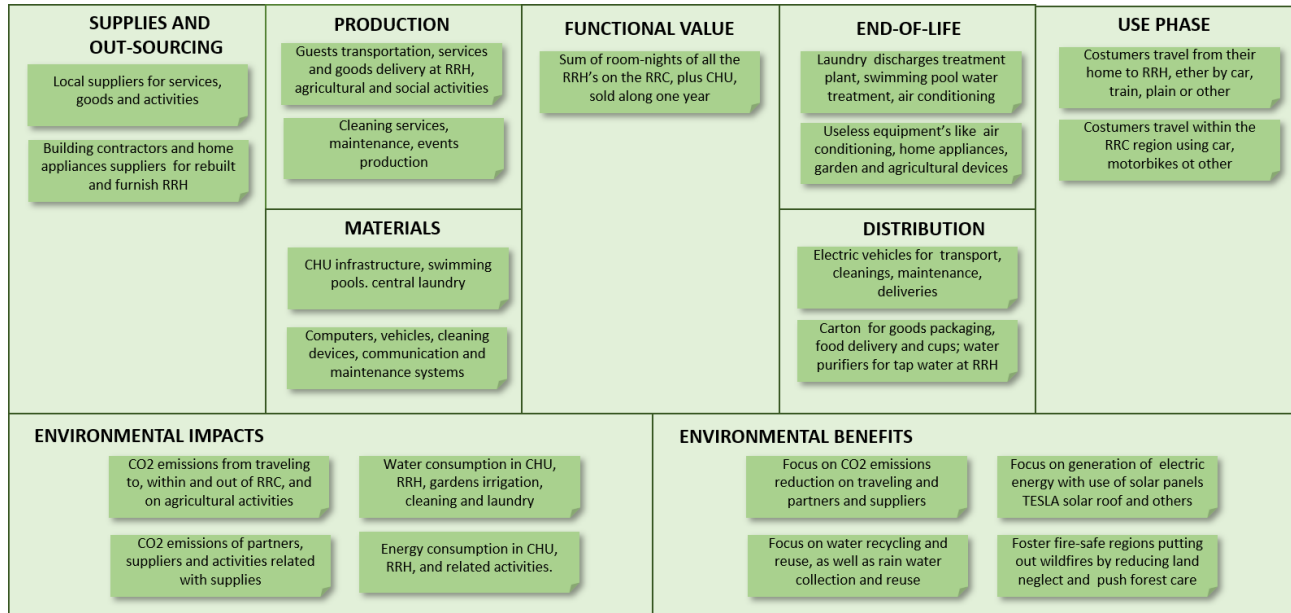 SUPPLIES AND
OUT-SOURCING
Local suppliers for services,
goods and activities
Building contractors and home
appliances suppliers for rebuilt
and furnish RRH
PRODUCTION
Guests transportation, services
and goods delivery at RRH,
agricultural and social activities
Cleaning services,
maintenance, events
production
MATERIALS
CHU infrastructure, swimming
pools. central laundry
Computers, vehicles, cleaning
devices, communication and
maintenance systems
FUNCTIONAL VALUE
Sum of room-nights of all the
RRH's on the RRC, plus CHU,
sold along one year
END-OF-LIFE
Laundry discharges treatment
plant, swimming pool water
treatment, air conditioning
Useless equipment's like air
conditioning, home appliances,
garden and agricultural devices
DISTRIBUTION
Electric vehicles for transport,
cleanings, maintenance,
deliveries
Carton for goods packaging,
food delivery and cups; water
purifiers for tap water at RRH
USE PHASE
Costumers travel from their
home to RRH, ether by car,
train, plain or other
Costumers travel within the
RRC region using car,
motorbikes ot other
ENVIRONMENTAL IMPACTS
CO2 emissions from traveling
to, within and out of RRC, and
on agricultural activities
Water consumption in CHU,
RRH, gardens irrigation,
cleaning and laundry
CO2 emissions of partners,
suppliers and activities related
with supplies
Energy consumption in CHU,
RRH, and related activities.
ENVIRONMENTAL BENEFITS
Focus on CO2 emissions
reduction on traveling and
partners and suppliers
Focus on generation of electric
energy with use of solar panels
TESLA solar roof and others
Focus on water recycling and
reuse, as well as rain water
collection and reuse
Foster fire-safe regions putting
out wildfires by reducing land
neglect and push forest care